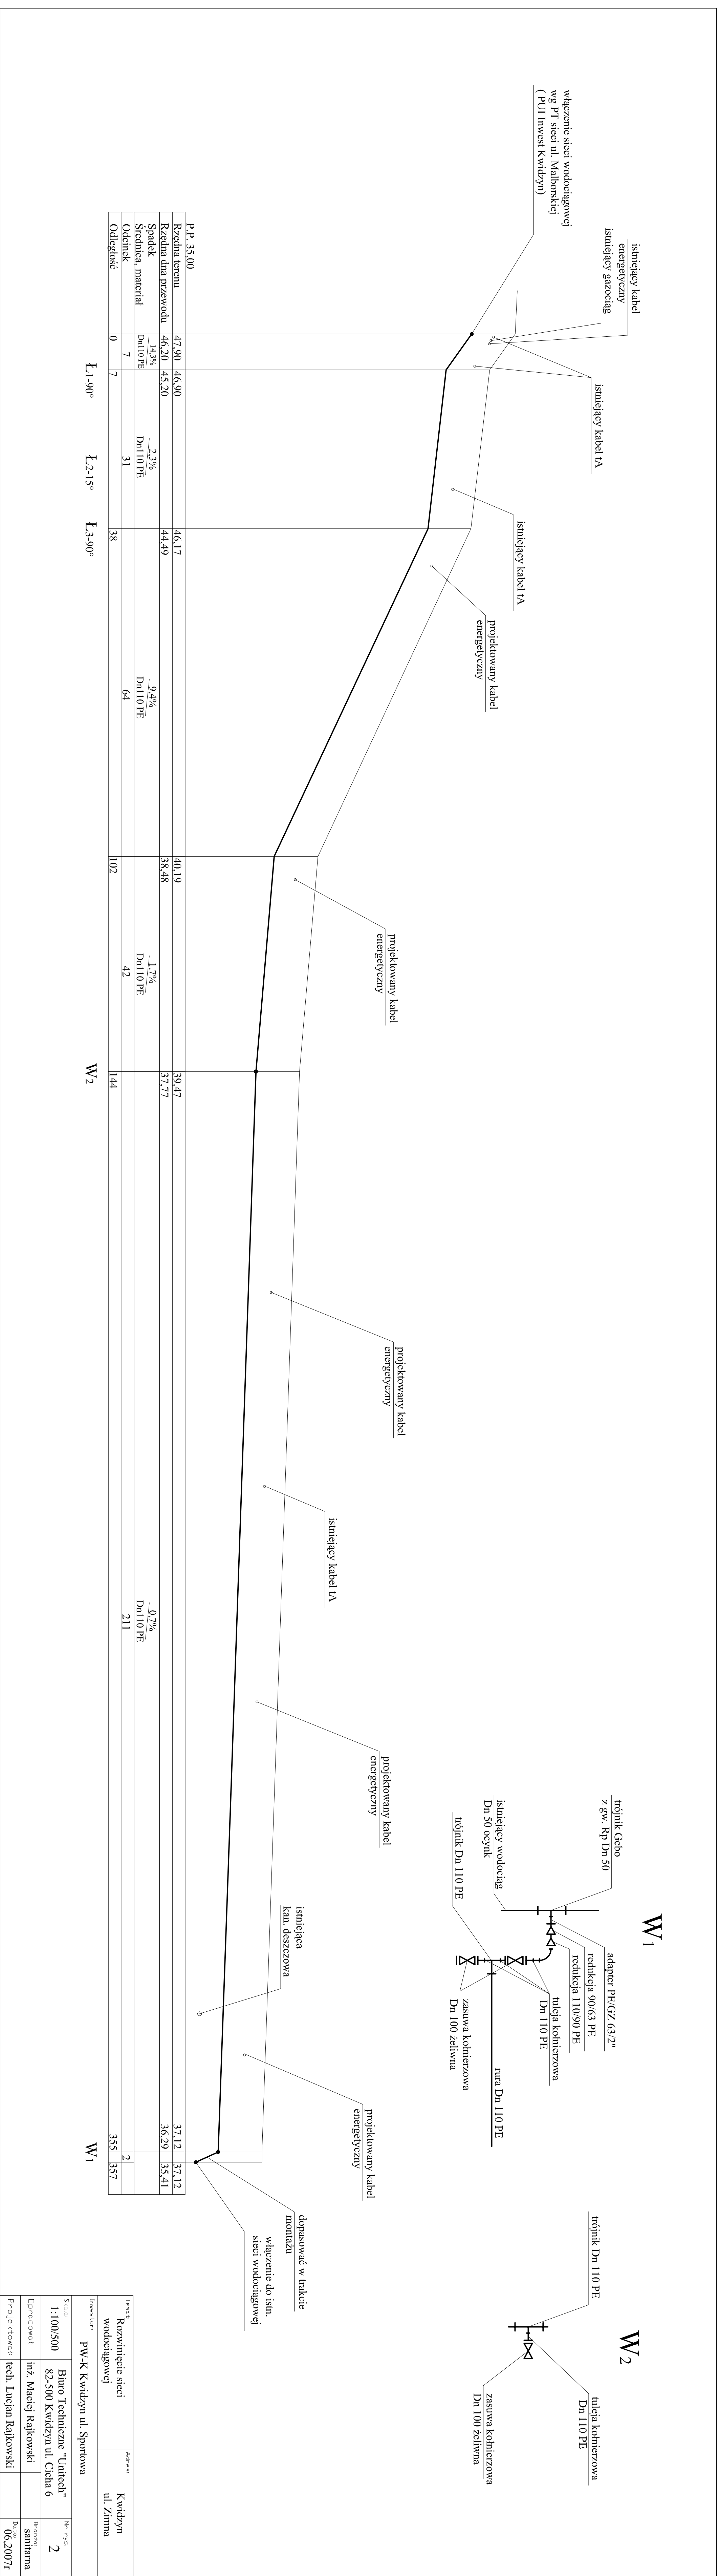 włączenie sieci wodociągowej
wg PT sieci ul. Malborskiej
( PUI Inwest Kwidzyn)
istniejący kabel
energetyczny
istniejący gazociąg
istniejący kabel tA
istniejący kabel tA
projektowany kabel
energetyczny
projektowany kabel
energetyczny
projektowany kabel
energetyczny
istniejący kabel tA
projektowany kabel
energetyczny
istniejąca
kan. deszczowa
projektowany kabel
energetyczny
dopasować w trakcie
montażu
włączenie do istn.
sieci wodociągowej
W1
trójnik Gebo
z gw. Rp Dn 50
istniejący wodociąg
Dn 50 ocynk
trójnik Dn 110 PE
adapter PE/GZ 63/2"
redukcja 90/63 PE
redukcja 110/90 PE
tuleja kołnierzowa
Dn 110 PE
rura Dn 110 PE
zasuwa kołnierzowa
Dn 100 żeliwna
W2
trójnik Dn 110 PE
tuleja kołnierzowa
Dn 110 PE
zasuwa kołnierzowa
Dn 100 żeliwna
P.P. 35,00
Rzędna terenu 47,90 46,90 46,17 40,19 39,47 37,12 37,12
Rzędna dna przewodu 46,20 45,20 44,49 38,48 37,77 36,29 35,41
Spadek 14,3% 2,3% 9,4% 1,7% 0,7%
Średnica, materiał Dn110 PE Dn110 PE Dn110 PE Dn110 PE Dn110 PE
Odcinek 7 31 64 42 211 2
Odległość 0 7 38 102 144 355 357
Ł1-90° Ł2-15° Ł3-90° W2 W1
Temat: Rozwinięcie sieci
wodociągowej
Adres: Kwidzyn
ul. Zimna
Inwestor: PW-K Kwidzyn ul. Sportowa
Skala: 1:100/500
Biuro Techniczne "Unitech"
82-500 Kwidzyn ul. Cicha 6
Nr rys. 2
Opracował: inż. Maciej Rajkowski
Branża: sanitarna
Projektował: tech. Lucjan Rajkowski
Data: 06,2007r